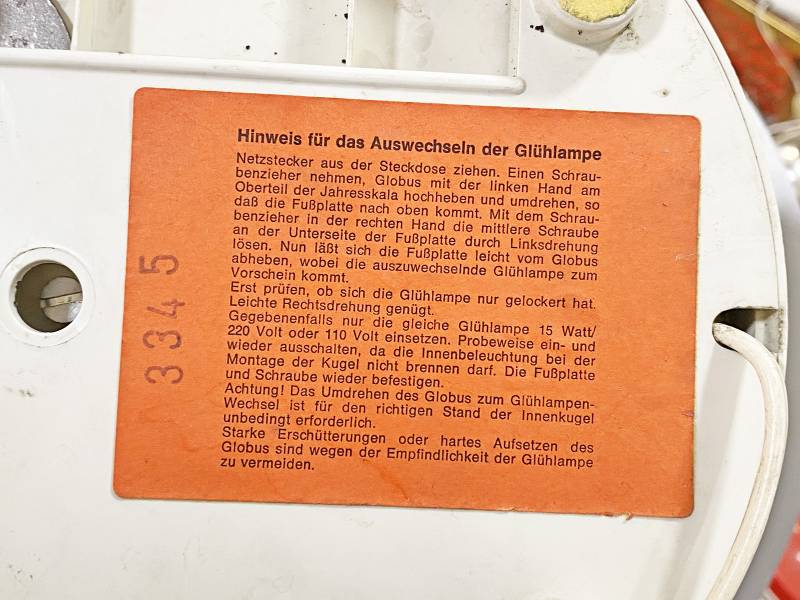 Hinweis für das Auswechseln der Glühlampe
Netzstecker aus der Steckdose ziehen. Einen Schrau-
benzieher nehmen, Globus mit der linken Hand am
Oberteil der Jahresskala hochheben und umdrehen, so
daß die Fußplatte nach oben kommt. Mit dem Schrau-
benzieher in der rechten Hand die mittlere Schraube
an der Unterseite der Fußplatte durch Linksdrehung
lösen. Nun läßt sich die Fußplatte leicht vom Globus
abheben, wobei die auszuwechselnde Glühlampe zum
Vorschein kommt.
Erst prüfen, ob sich die Glühlampe nur gelockert hat.
Leichte Rechtsdrehung genügt.
Gegebenenfalls nur die gleiche Glühlampe 15 Watt/
220 Volt oder 110 Volt einsetzen. Probeweise ein- und
wieder ausschalten, da die Innenbeleuchtung bei der
Montage der Kugel nicht brennen darf. Die Fußplatte
und Schraube wieder befestigen.
Achtung! Das Umdrehen des Globus zum Glühlampen-
Wechsel ist für den richtigen Stand der Innenkugel
unbedingt erforderlich.
Starke Erschütterungen oder hartes Aufsetzen des
Globus sind wegen der Empfindlichkeit der Glühlampe
zu vermeiden.
3345